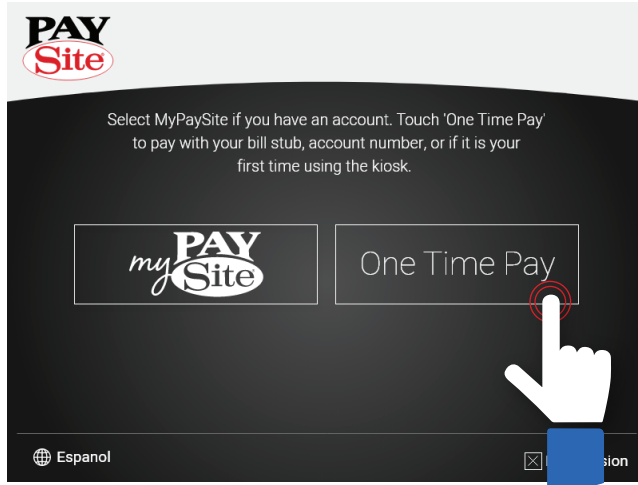 PAY
Site
Select MyPaySite if you have an account. Touch 'One Time Pay'
to pay with your bill stub, account number, or if it is your
first time using the kiosk.
my PAY
Site
One Time Pay
Espanol